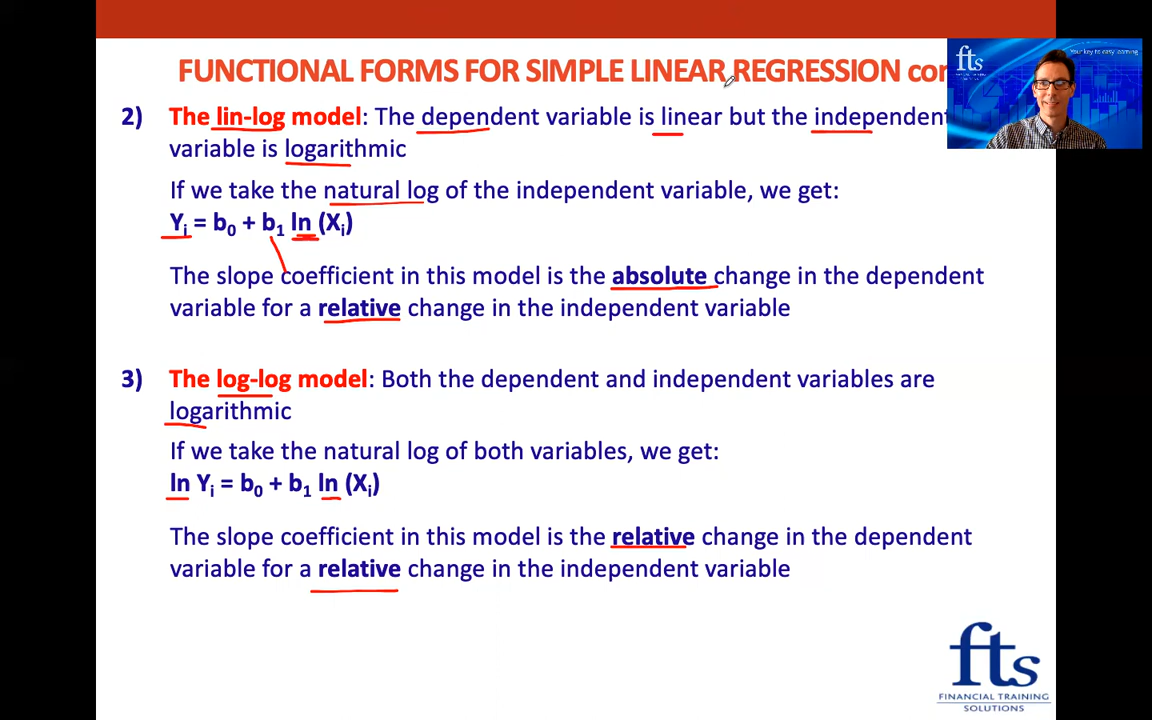 FUNCTIONAL FORMS FOR SIMPLE LINEAR REGRESSION con
fts
Your key to easy learning
2) The lin-log model: The dependent variable is linear but the independent
variable is logarithmic
If we take the natural log of the independent variable, we get:
Yi = b0 + b1 ln (Xi)
The slope coefficient in this model is the absolute change in the dependent
variable for a relative change in the independent variable
3) The log-log model: Both the dependent and independent variables are
logarithmic
If we take the natural log of both variables, we get:
ln Yi = b0 + b1 ln (Xi)
The slope coefficient in this model is the relative change in the dependent
variable for a relative change in the independent variable
fts
FINANCIAL TRAINING
SOLUTIONS